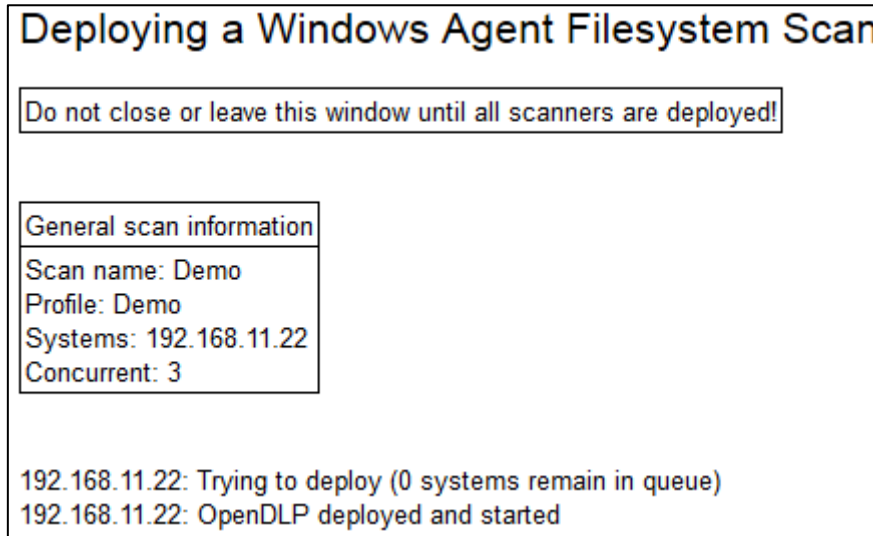 Deploying a Windows Agent Filesystem Scan
Do not close or leave this window until all scanners are deployed!
General scan information
Scan name: Demo
Profile: Demo
Systems: 192.168.11.22
Concurrent: 3
192.168.11.22: Trying to deploy (0 systems remain in queue)
192.168.11.22: OpenDLP deployed and started